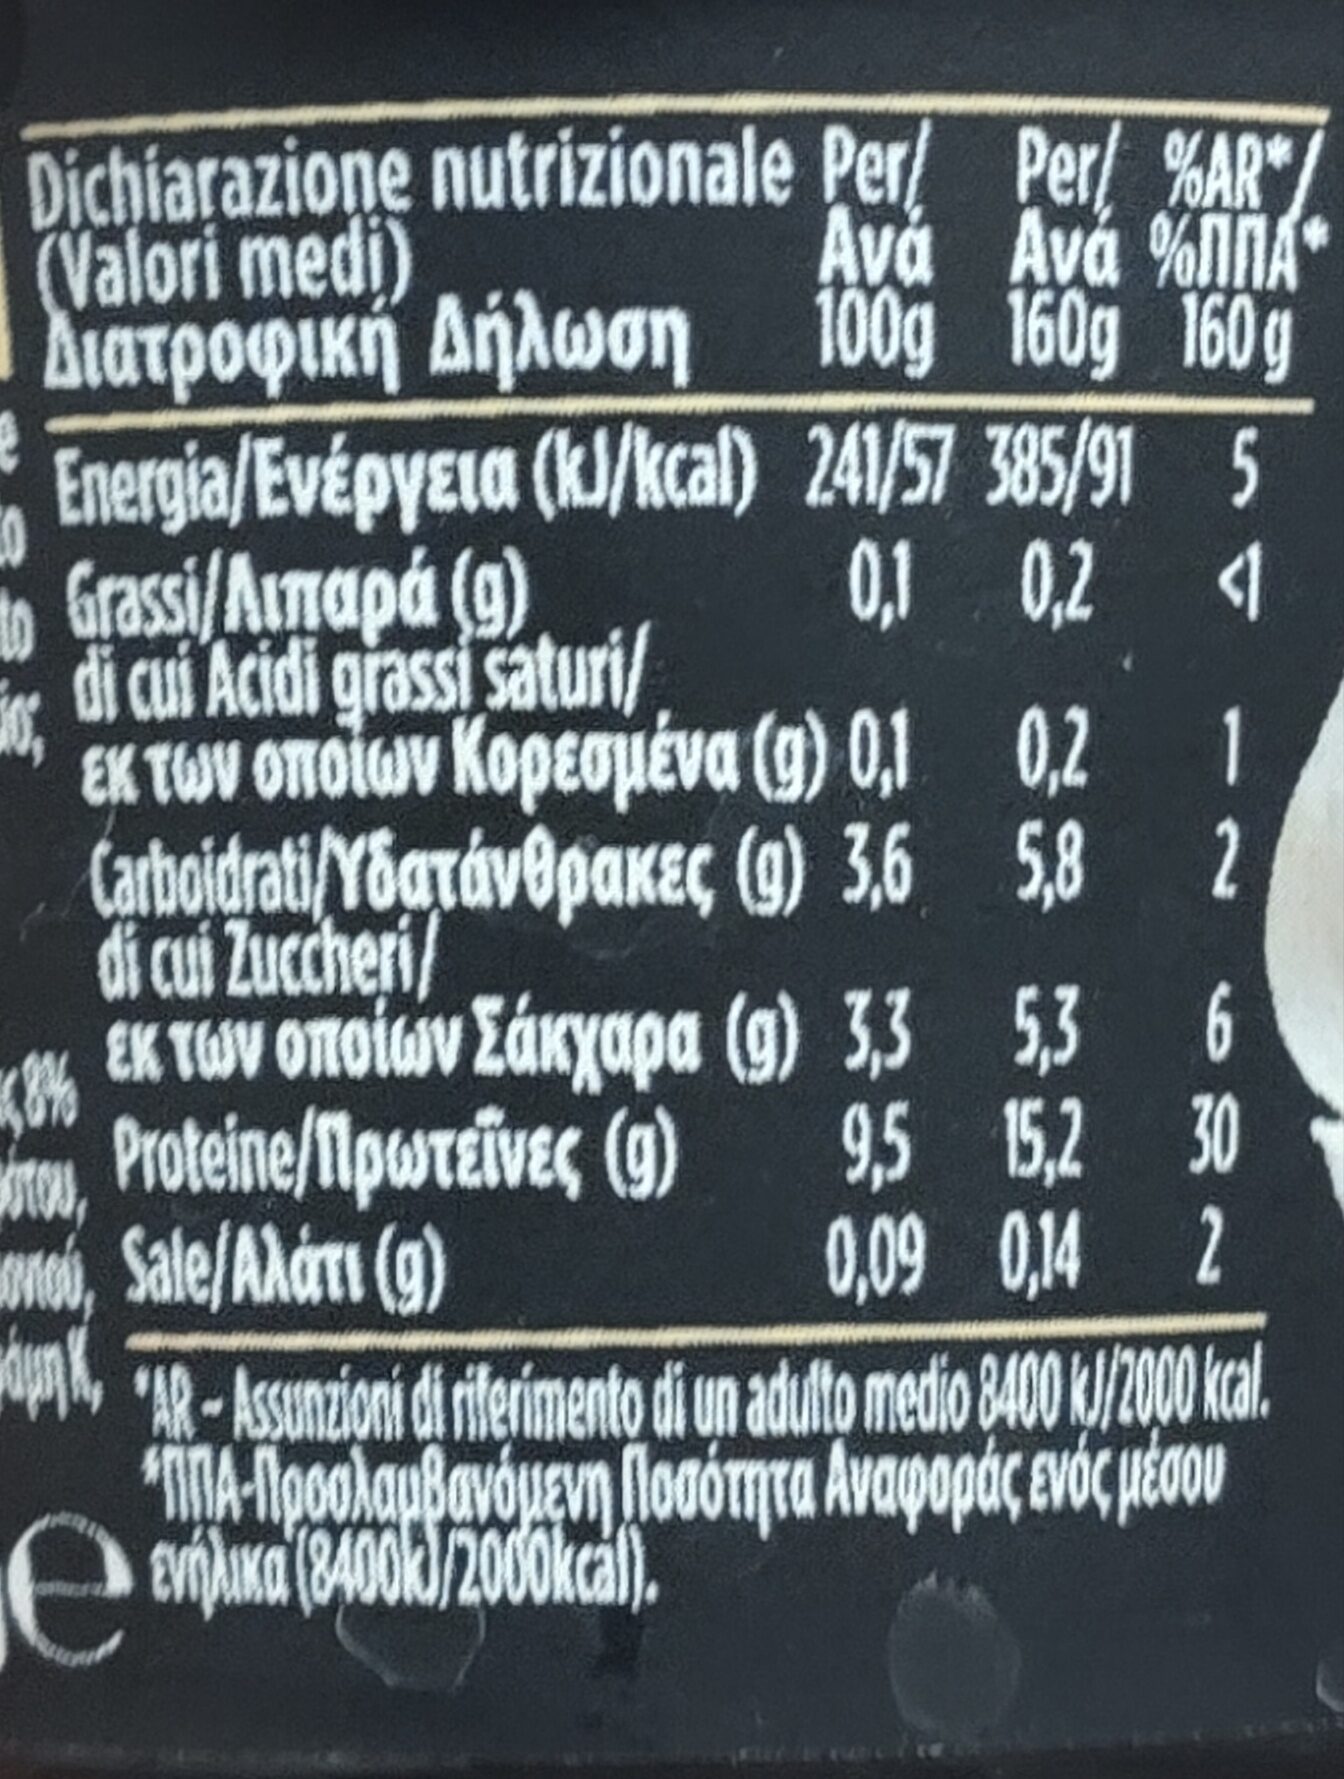 Dichiarazione nutrizionale Per/ Per/ %AR*/
(Valori medi) Ανά Ανά %ΠΠΑ*
Διατροφική Δήλωση 100g 160g 160 g
Energia/Ενέργεια (kJ/kcal) 241/57 385/91 5
Grassi/Λιπαρά (g) 0,1 0,2 <1
di cui Acidi grassi saturi/
εκ των οποίων Κορεσμένα (g) 0,1 0,2 1
Carboidrati/Υδατάνθρακες (g) 3,6 5,8 2
di cui Zuccheri/
εκ των οποίων Σάκχαρα (g) 3,3 5,3 6
Proteine/Πρωτεΐνες (g) 9,5 15,2 30
Sale/Αλάτι (g) 0,09 0,14 2
*AR - Assunzioni di riferimento di un adulto medio 8400 kJ/2000 kcal.
*ΠΠΑ-Προσλαμβανόμενη Ποσότητα Αναφοράς ενός μέσου
ενήλικα (8400kJ/2000kcal).
e